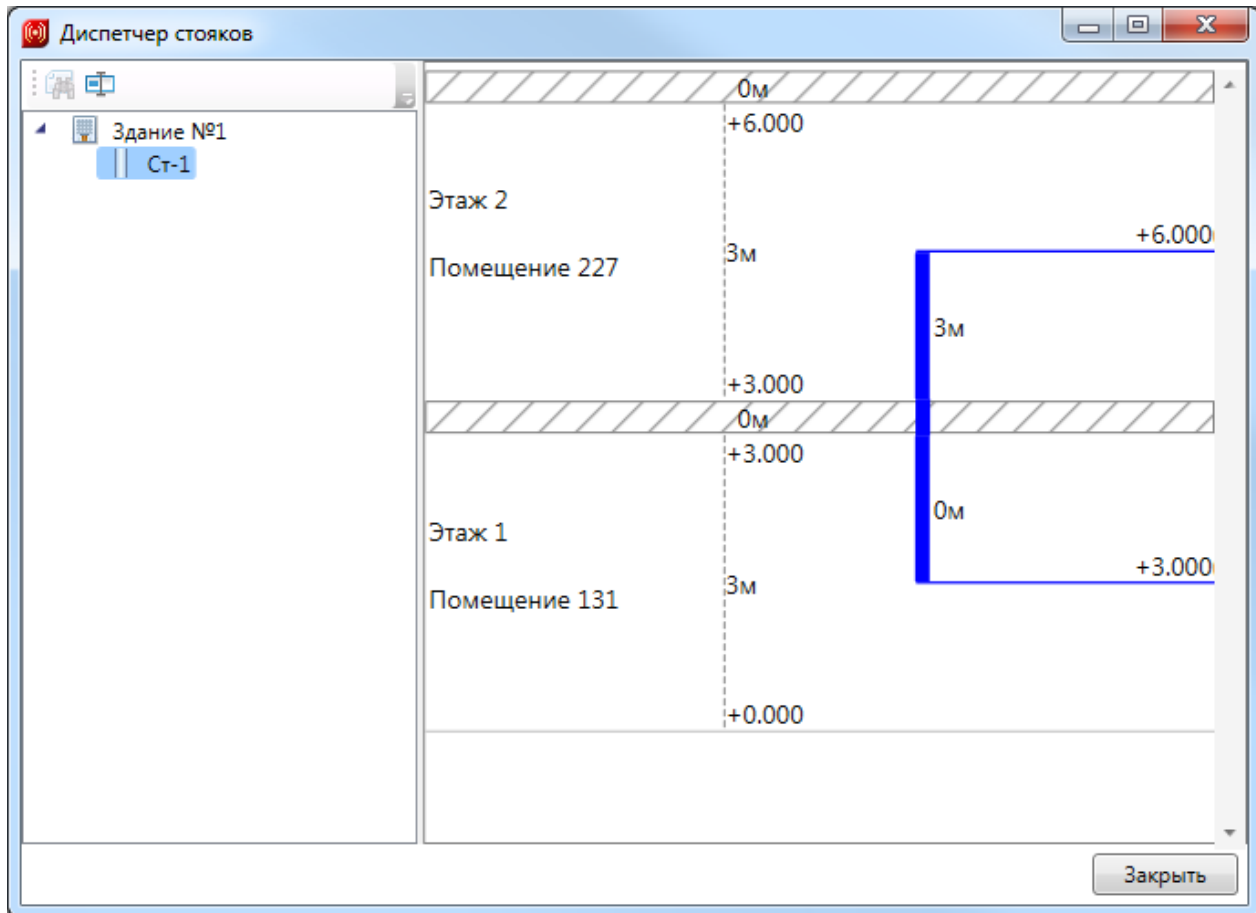 Диспетчер стояков
Здание №1
Ст-1
0м
+6.000
Этаж 2
+6.000
3м
Помещение 227
3м
+3.000
0м
+3.000
0м
Этаж 1
+3.000
3м
Помещение 131
+0.000
Закрыть